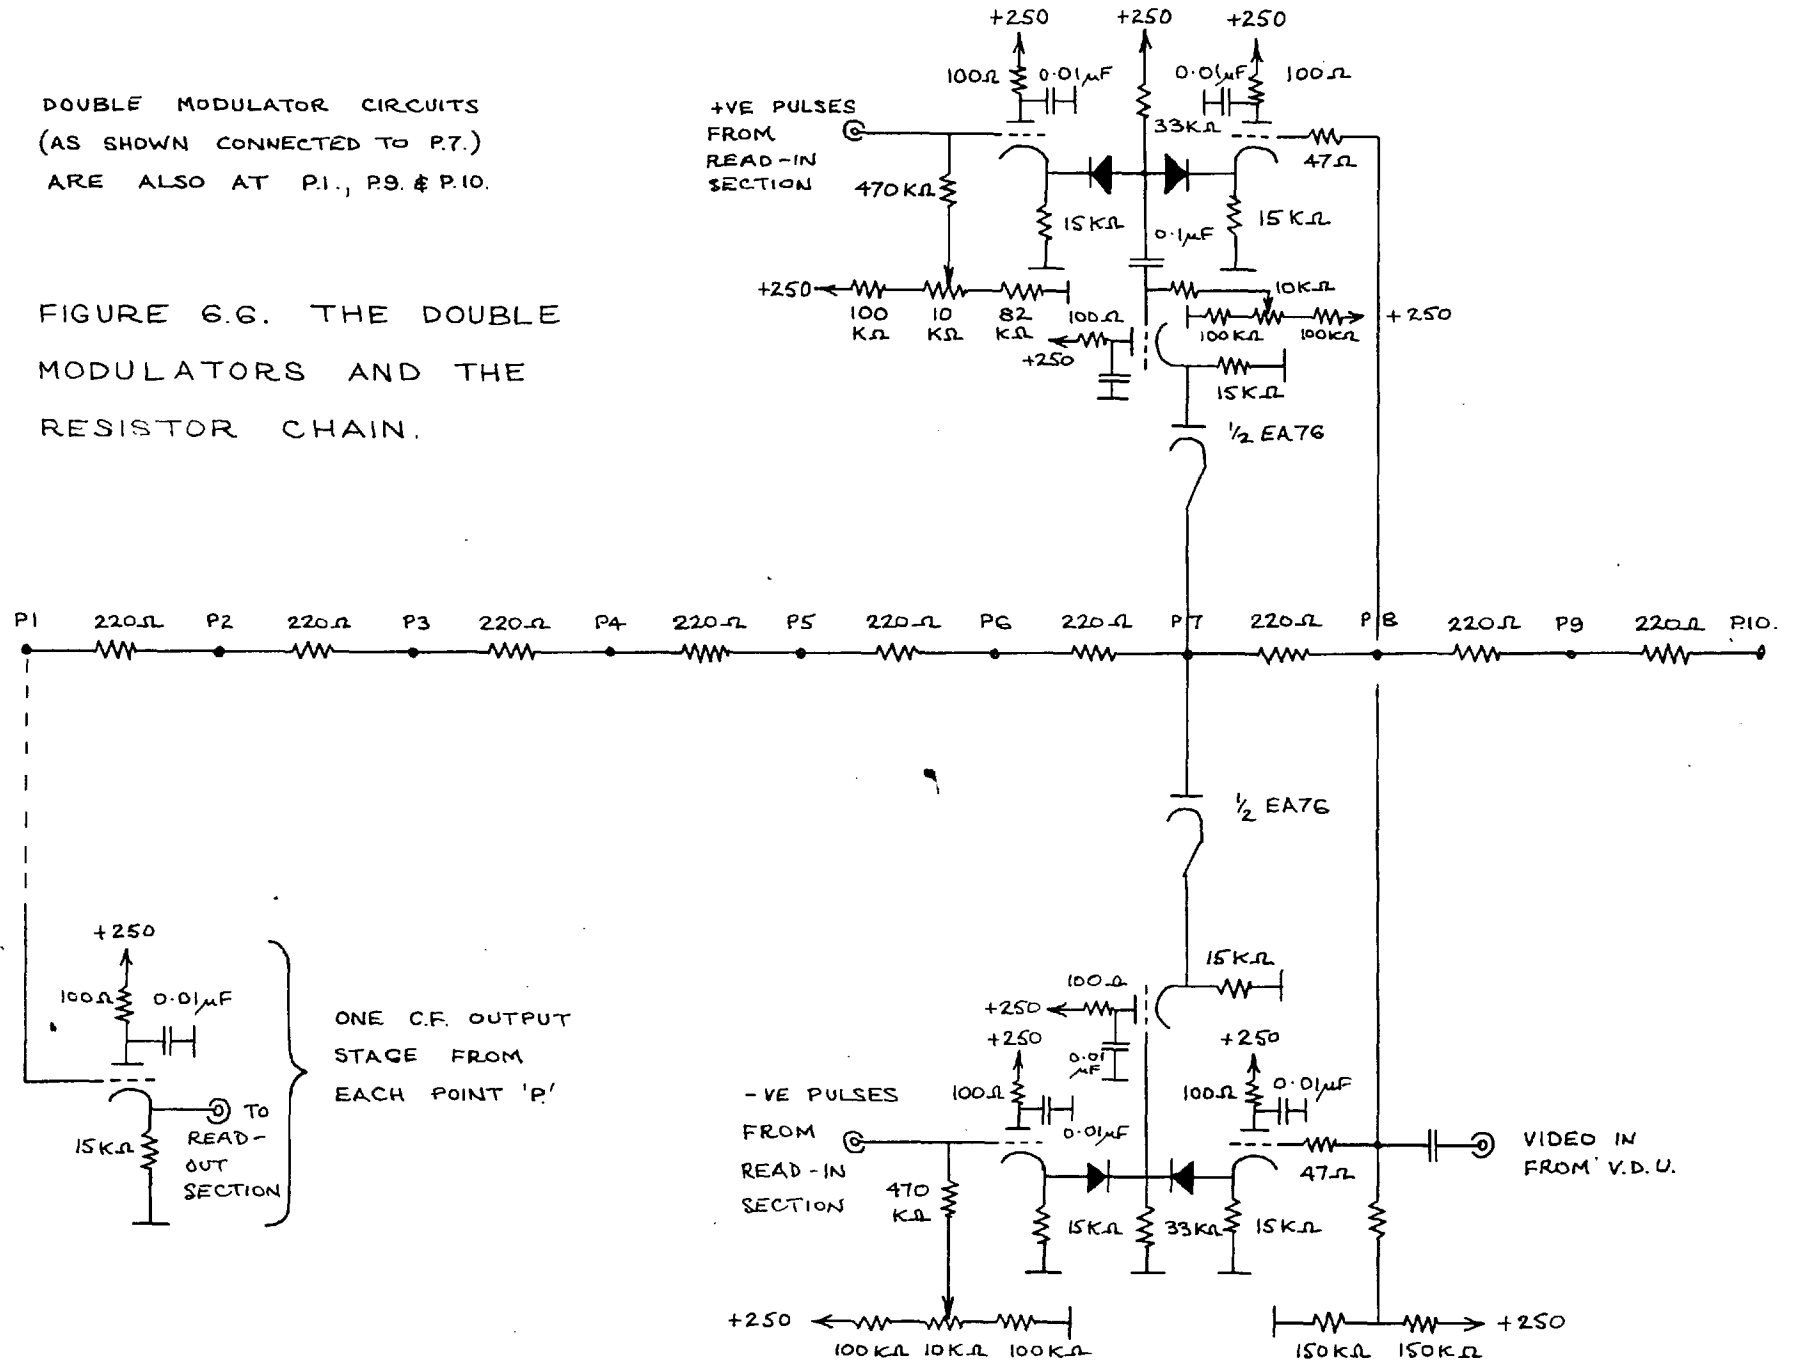 DOUBLE MODULATOR CIRCUITS
(AS SHOWN CONNECTED TO P.7.)
ARE ALSO AT P.1., P.9. & P.10.
FIGURE 6.6. THE DOUBLE
MODULATORS AND THE
RESISTOR CHAIN.
+250
+250
+250
100Ω
0.01µF
0.01µF
100Ω
+VE PULSES
FROM
READ-IN
SECTION
33KΩ
47Ω
470KΩ
15KΩ
15KΩ
0.1µF
+250
100
KΩ
10
KΩ
82
KΩ
10KΩ
100KΩ
100KΩ
+250
100Ω
+250
15KΩ
½ EA76
P1
220Ω
P2
220Ω
P3
220Ω
P4
220Ω
P5
220Ω
P6
220Ω
P7
220Ω
P8
220Ω
P9
220Ω
P.10.
½ EA76
+250
100Ω
0.01µF
15KΩ
TO
READ-
OUT
SECTION
ONE C.F. OUTPUT
STAGE FROM
EACH POINT 'P.'
15KΩ
100Ω
+250
0.01
µF
+250
+250
100Ω
0.01µF
100Ω
0.01µF
-VE PULSES
FROM
READ-IN
SECTION
47Ω
VIDEO IN
FROM V.D.U.
470
KΩ
15KΩ
33KΩ
15KΩ
+250
100KΩ
10KΩ
100KΩ
150KΩ
150KΩ
+250